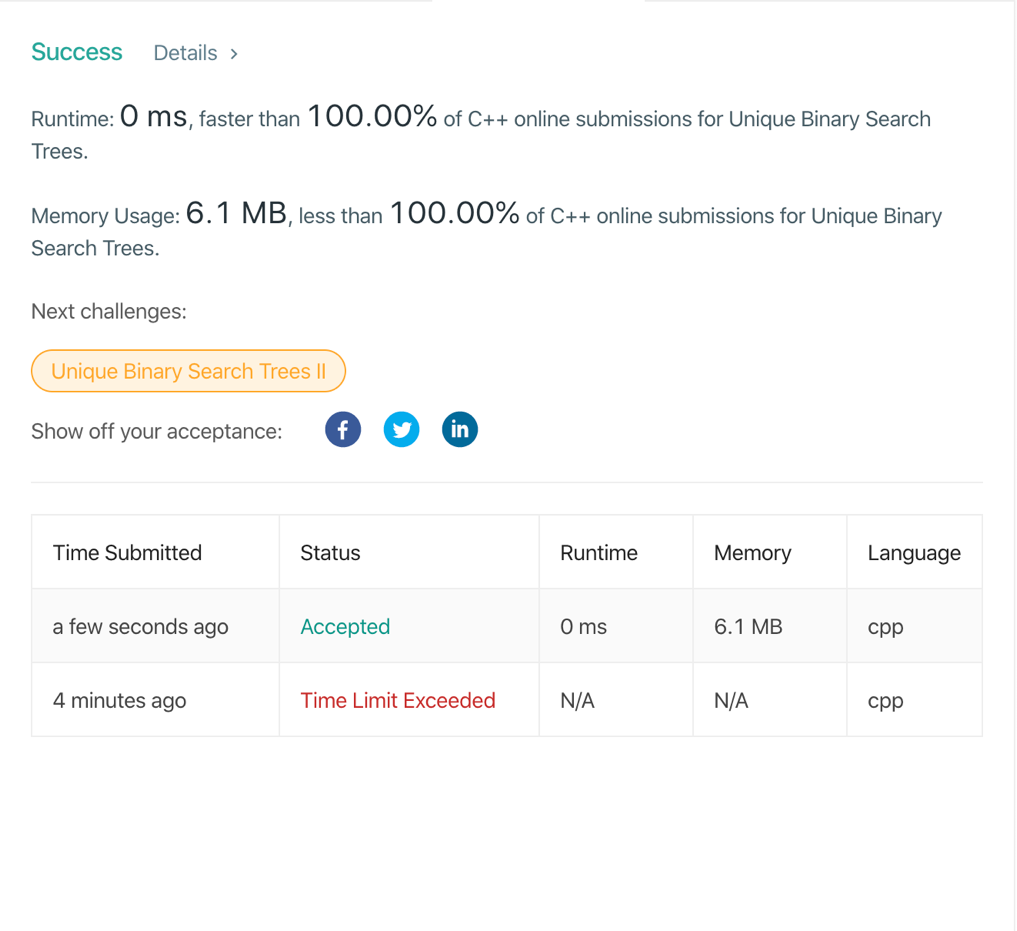 Success Details >
Runtime: 0 ms, faster than 100.00% of C++ online submissions for Unique Binary Search
Trees.
Memory Usage: 6.1 MB, less than 100.00% of C++ online submissions for Unique Binary
Search Trees.
Next challenges:
Unique Binary Search Trees II
Show off your acceptance: f in
Time Submitted Status Runtime Memory Language
a few seconds ago Accepted 0 ms 6.1 MB cpp
4 minutes ago Time Limit Exceeded N/A N/A cpp